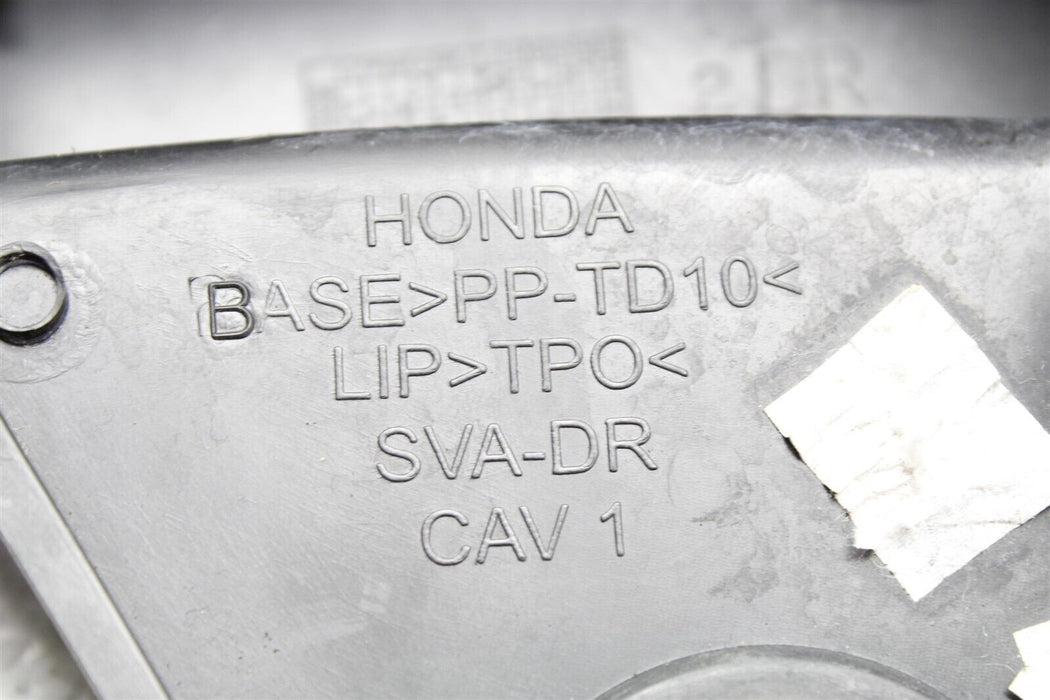 HONDA
BASE>PP-TD10<
LIP>TPO<
SVA-DR
CAV 1